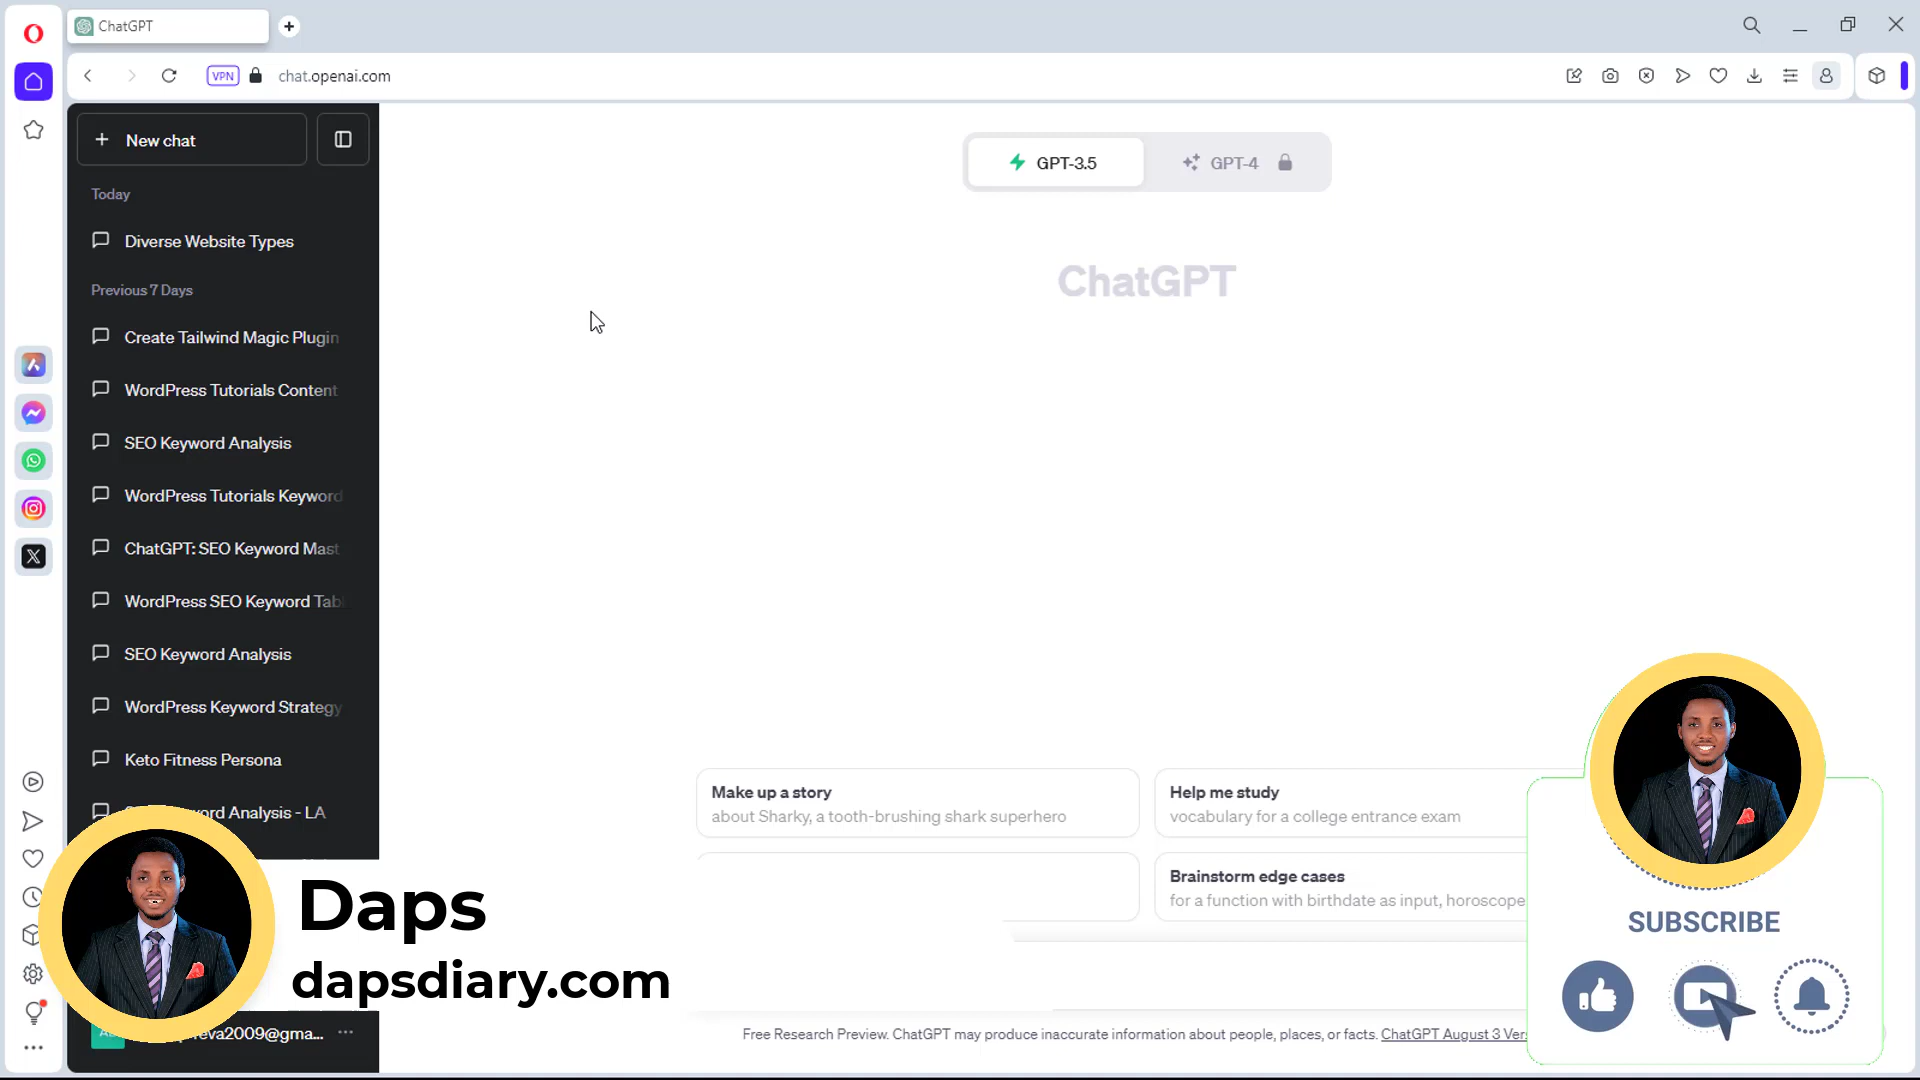 ChatGPT
VPN
chat.openai.com
New chat
Today
Diverse Website Types
Previous 7 Days
Create Tailwind Magic Plugin
WordPress Tutorials Content
SEO Keyword Analysis
WordPress Tutorials Keyword
ChatGPT: SEO Keyword Mast
WordPress SEO Keyword Tab
SEO Keyword Analysis
WordPress Keyword Strategy
Keto Fitness Persona
Analysis - LA
GPT-3.5
GPT-4
ChatGPT
Make up a story
about Sharky, a tooth-brushing shark superhero
Help me study
vocabulary for a college entrance exam
Brainstorm edge cases
for a function with birthdate as input, horoscope
Free Research Preview. ChatGPT may produce inaccurate information about people, places, or facts. ChatGPT August 3 Ver
Daps
dapsdiary.com
eva2009@gma...
SUBSCRIBE